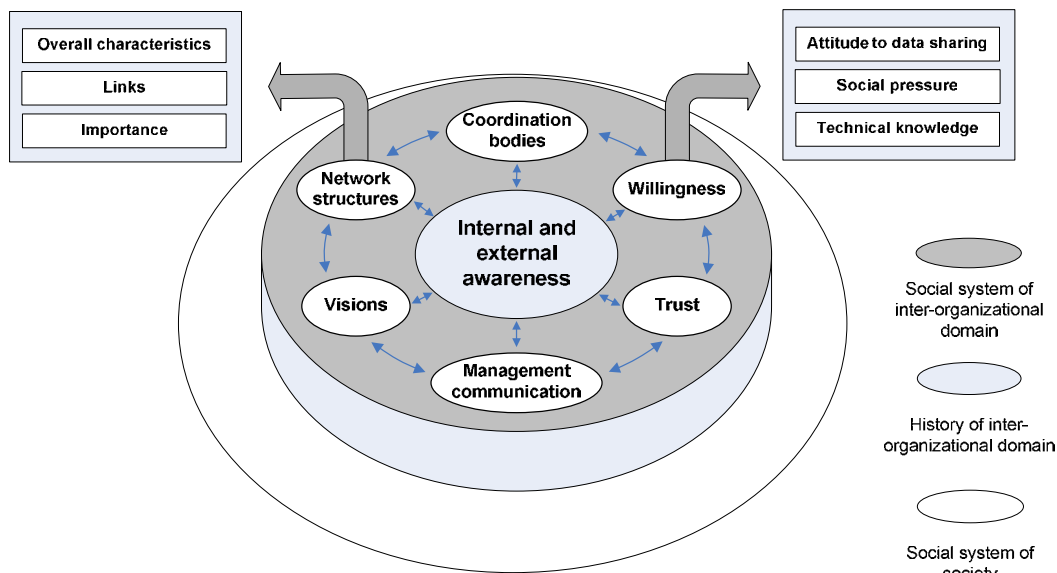 Overall characteristics
Links
Importance
Attitude to data sharing
Social pressure
Technical knowledge
Coordination
bodies
Network
structures
Willingness
Internal and
external
awareness
Visions
Trust
Management
communication
Social system of
inter-organizational
domain
History of inter-
organizational domain
Social system of
society